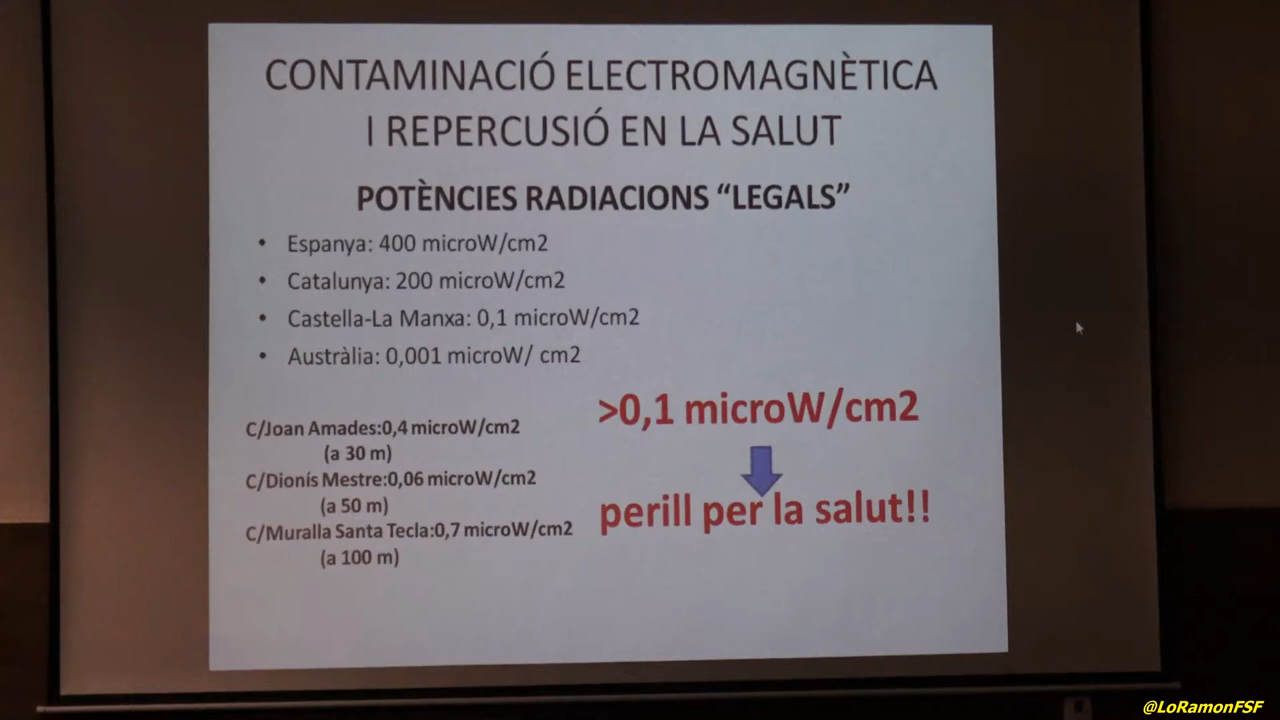 CONTAMINACIÓ ELECTROMAGNÈTICA
I REPERCUSIÓ EN LA SALUT
POTÈNCIES RADIACIONS “LEGALS”
• Espanya: 400 microW/cm2
• Catalunya: 200 microW/cm2
• Castella-La Manxa: 0,1 microW/cm2
• Austràlia: 0,001 microW/ cm2
C/Joan Amades:0,4 microW/cm2
(a 30 m)
C/Dionís Mestre:0,06 microW/cm2
(a 50 m)
C/Muralla Santa Tecla:0,7 microW/cm2
(a 100 m)
>0,1 microW/cm2
perill per la salut!!
@LoRamonFSF